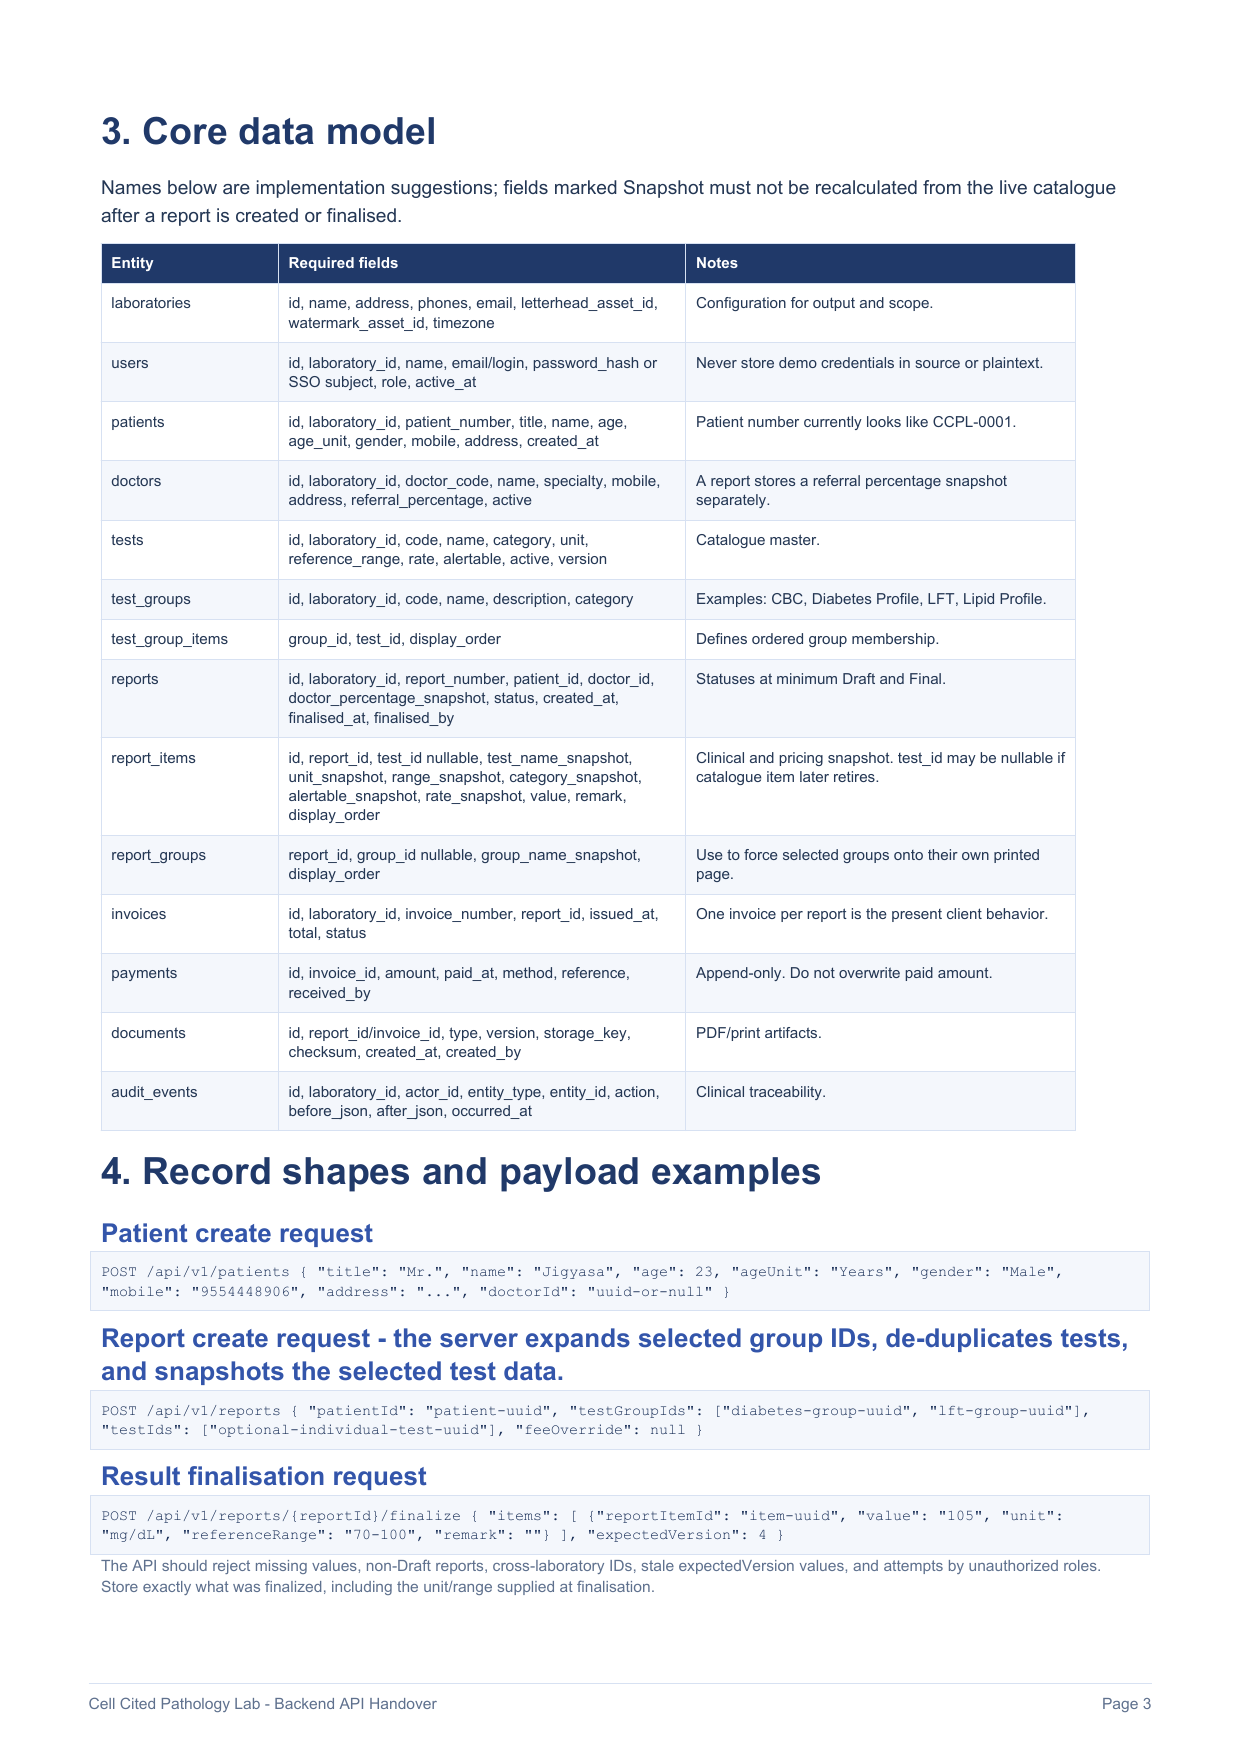 3. Core data model
Names below are implementation suggestions; fields marked Snapshot must not be recalculated from the live catalogue
after a report is created or finalised.
Entity Required fields Notes
laboratories id, name, address, phones, email, letterhead_asset_id, Configuration for output and scope.
watermark_asset_id, timezone
users id, laboratory_id, name, email/login, password_hash or Never store demo credentials in source or plaintext.
SSO subject, role, active_at
patients id, laboratory_id, patient_number, title, name, age, Patient number currently looks like CCPL-0001.
age_unit, gender, mobile, address, created_at
doctors id, laboratory_id, doctor_code, name, specialty, mobile, A report stores a referral percentage snapshot
address, referral_percentage, active separately.
tests id, laboratory_id, code, name, category, unit, Catalogue master.
reference_range, rate, alertable, active, version
test_groups id, laboratory_id, code, name, description, category Examples: CBC, Diabetes Profile, LFT, Lipid Profile.
test_group_items group_id, test_id, display_order Defines ordered group membership.
reports id, laboratory_id, report_number, patient_id, doctor_id, Statuses at minimum Draft and Final.
doctor_percentage_snapshot, status, created_at,
finalised_at, finalised_by
report_items id, report_id, test_id nullable, test_name_snapshot, Clinical and pricing snapshot. test_id may be nullable if
unit_snapshot, range_snapshot, category_snapshot, catalogue item later retires.
alertable_snapshot, rate_snapshot, value, remark,
display_order
report_groups report_id, group_id nullable, group_name_snapshot, Use to force selected groups onto their own printed
display_order page.
invoices id, laboratory_id, invoice_number, report_id, issued_at, One invoice per report is the present client behavior.
total, status
payments id, invoice_id, amount, paid_at, method, reference, Append-only. Do not overwrite paid amount.
received_by
documents id, report_id/invoice_id, type, version, storage_key, PDF/print artifacts.
checksum, created_at, created_by
audit_events id, laboratory_id, actor_id, entity_type, entity_id, action, Clinical traceability.
before_json, after_json, occurred_at
4. Record shapes and payload examples
Patient create request
POST /api/v1/patients { "title": "Mr.", "name": "Jigyasa", "age": 23, "ageUnit": "Years", "gender": "Male",
"mobile": "9554448906", "address": "...", "doctorId": "uuid-or-null" }
Report create request - the server expands selected group IDs, de-duplicates tests,
and snapshots the selected test data.
POST /api/v1/reports { "patientId": "patient-uuid", "testGroupIds": ["diabetes-group-uuid", "lft-group-uuid"],
"testIds": ["optional-individual-test-uuid"], "feeOverride": null }
Result finalisation request
POST /api/v1/reports/{reportId}/finalize { "items": [ {"reportItemId": "item-uuid", "value": "105", "unit":
"mg/dL", "referenceRange": "70-100", "remark": ""} ], "expectedVersion": 4 }
The API should reject missing values, non-Draft reports, cross-laboratory IDs, stale expectedVersion values, and attempts by unauthorized roles.
Store exactly what was finalized, including the unit/range supplied at finalisation.
Cell Cited Pathology Lab - Backend API Handover Page 3